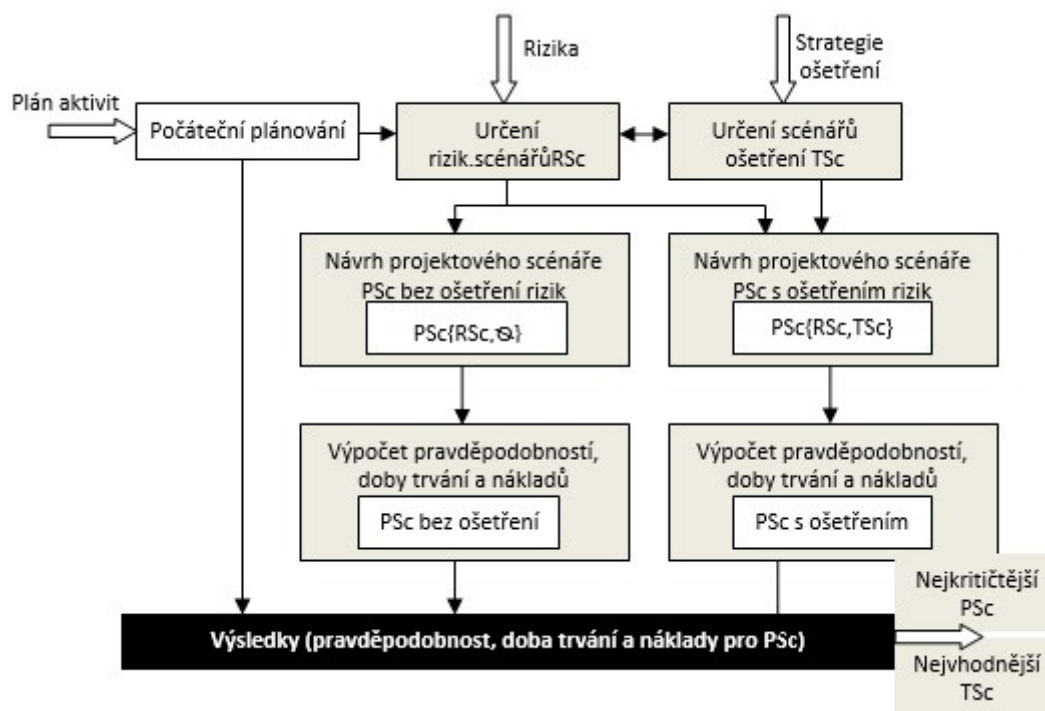 Rizika
Strategie
ošetření
Plán aktivit
Počáteční plánování
Určení
rizik.scénářůRSc
Určení scénářů
ošetření TSc
Návrh projektového scénáře
PSc bez ošetření rizik
PSc{RSc,⦰}
Návrh projektového scénáře
PSc s ošetřením rizik
PSc{RSc,TSc}
Výpočet pravděpodobností,
doby trvání a nákladů
PSc bez ošetření
Výpočet pravděpodobností,
doby trvání a nákladů
PSc s ošetřením
Výsledky (pravděpodobnost, doba trvání a náklady pro PSc)
Nejkritičtější
PSc
Nejvhodnější
TSc